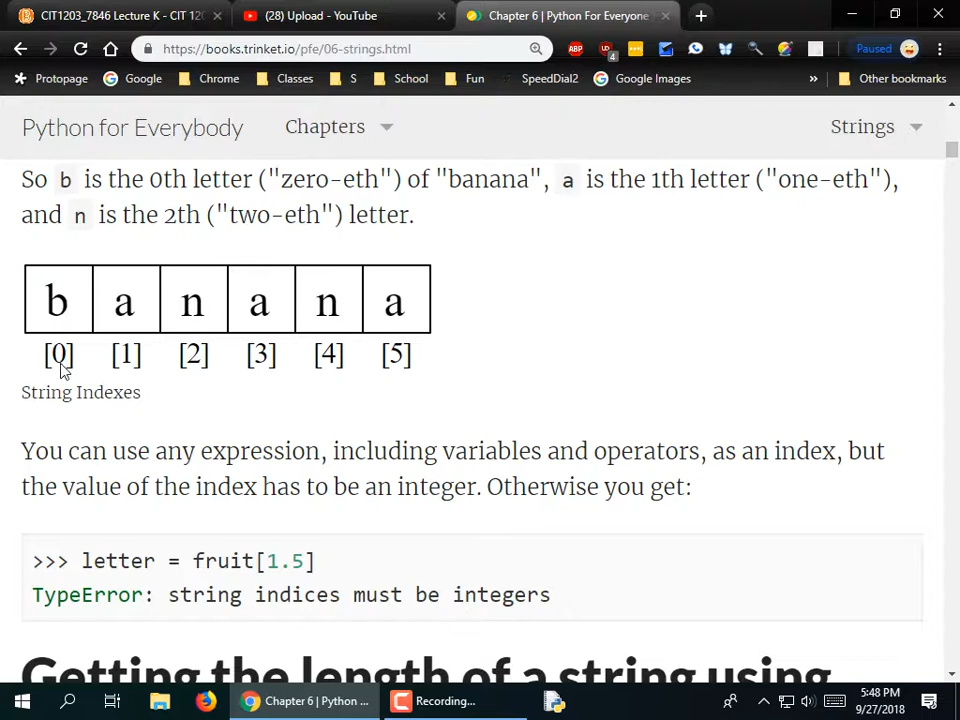 CIT1203_7846 Lecture K - CIT 120
(28) Upload - YouTube
Chapter 6 | Python For Everyone
https://books.trinket.io/pfe/06-strings.html
ABP
4
Paused
Protopage
Google
Chrome
Classes
S
School
Fun
SpeedDial2
Google Images
»
Other bookmarks
Python for Everybody
Chapters
Strings
So b is the 0th letter ("zero-eth") of "banana", a is the 1th letter ("one-eth"),
and n is the 2th ("two-eth") letter.
b a n a n a
[0] [1] [2] [3] [4] [5]
String Indexes
You can use any expression, including variables and operators, as an index, but
the value of the index has to be an integer. Otherwise you get:
>>> letter = fruit[1.5]
TypeError: string indices must be integers
Getting the length of a string using
Chapter 6 | Python ...
Recording...
5:48 PM
9/27/2018